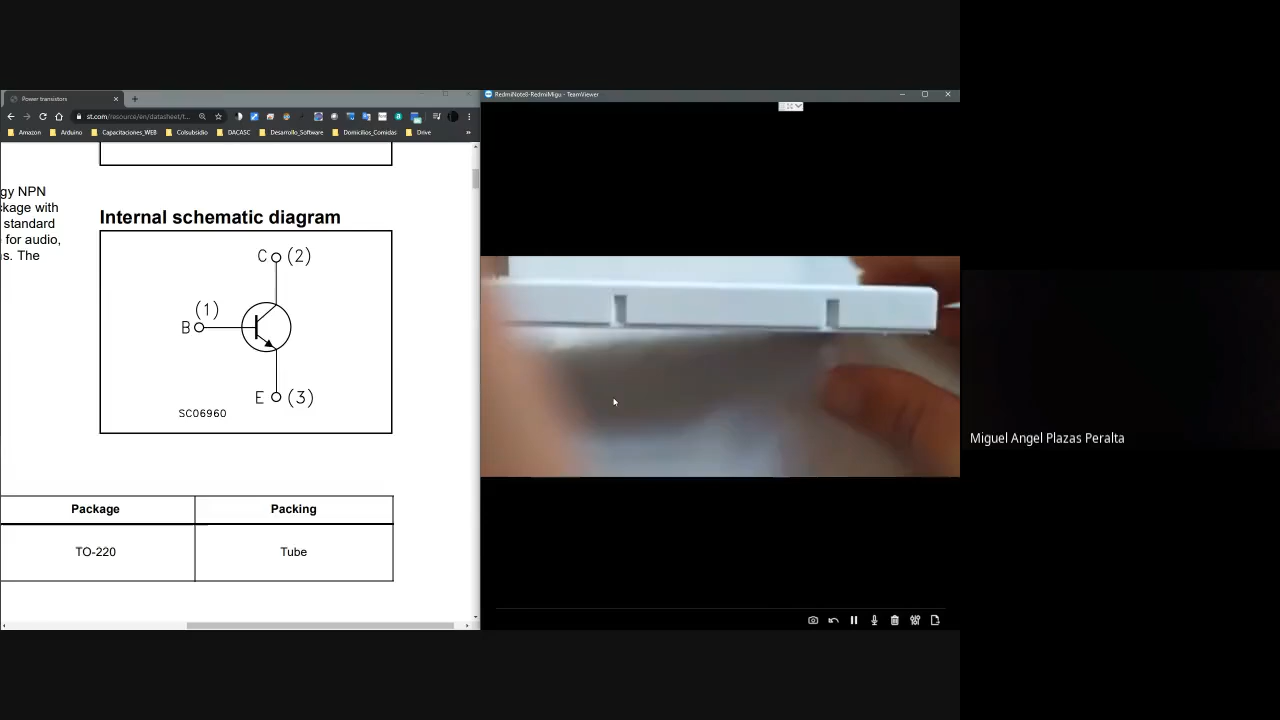 Power transistors
st.com/resource/en/datasheet/t...
Amazon
Arduino
Capacitaciones_WEB
Colsubsidio
DACASC
Desarrollo_Software
Domicilios_Comidas
Drive
gy NPN
kage with
standard
for audio,
s. The
Internal schematic diagram
C (2)
(1)
B
E (3)
SC06960
Package Packing
TO-220 Tube
RedmiNote8-RedmiMigu - TeamViewer
Miguel Angel Plazas Peralta